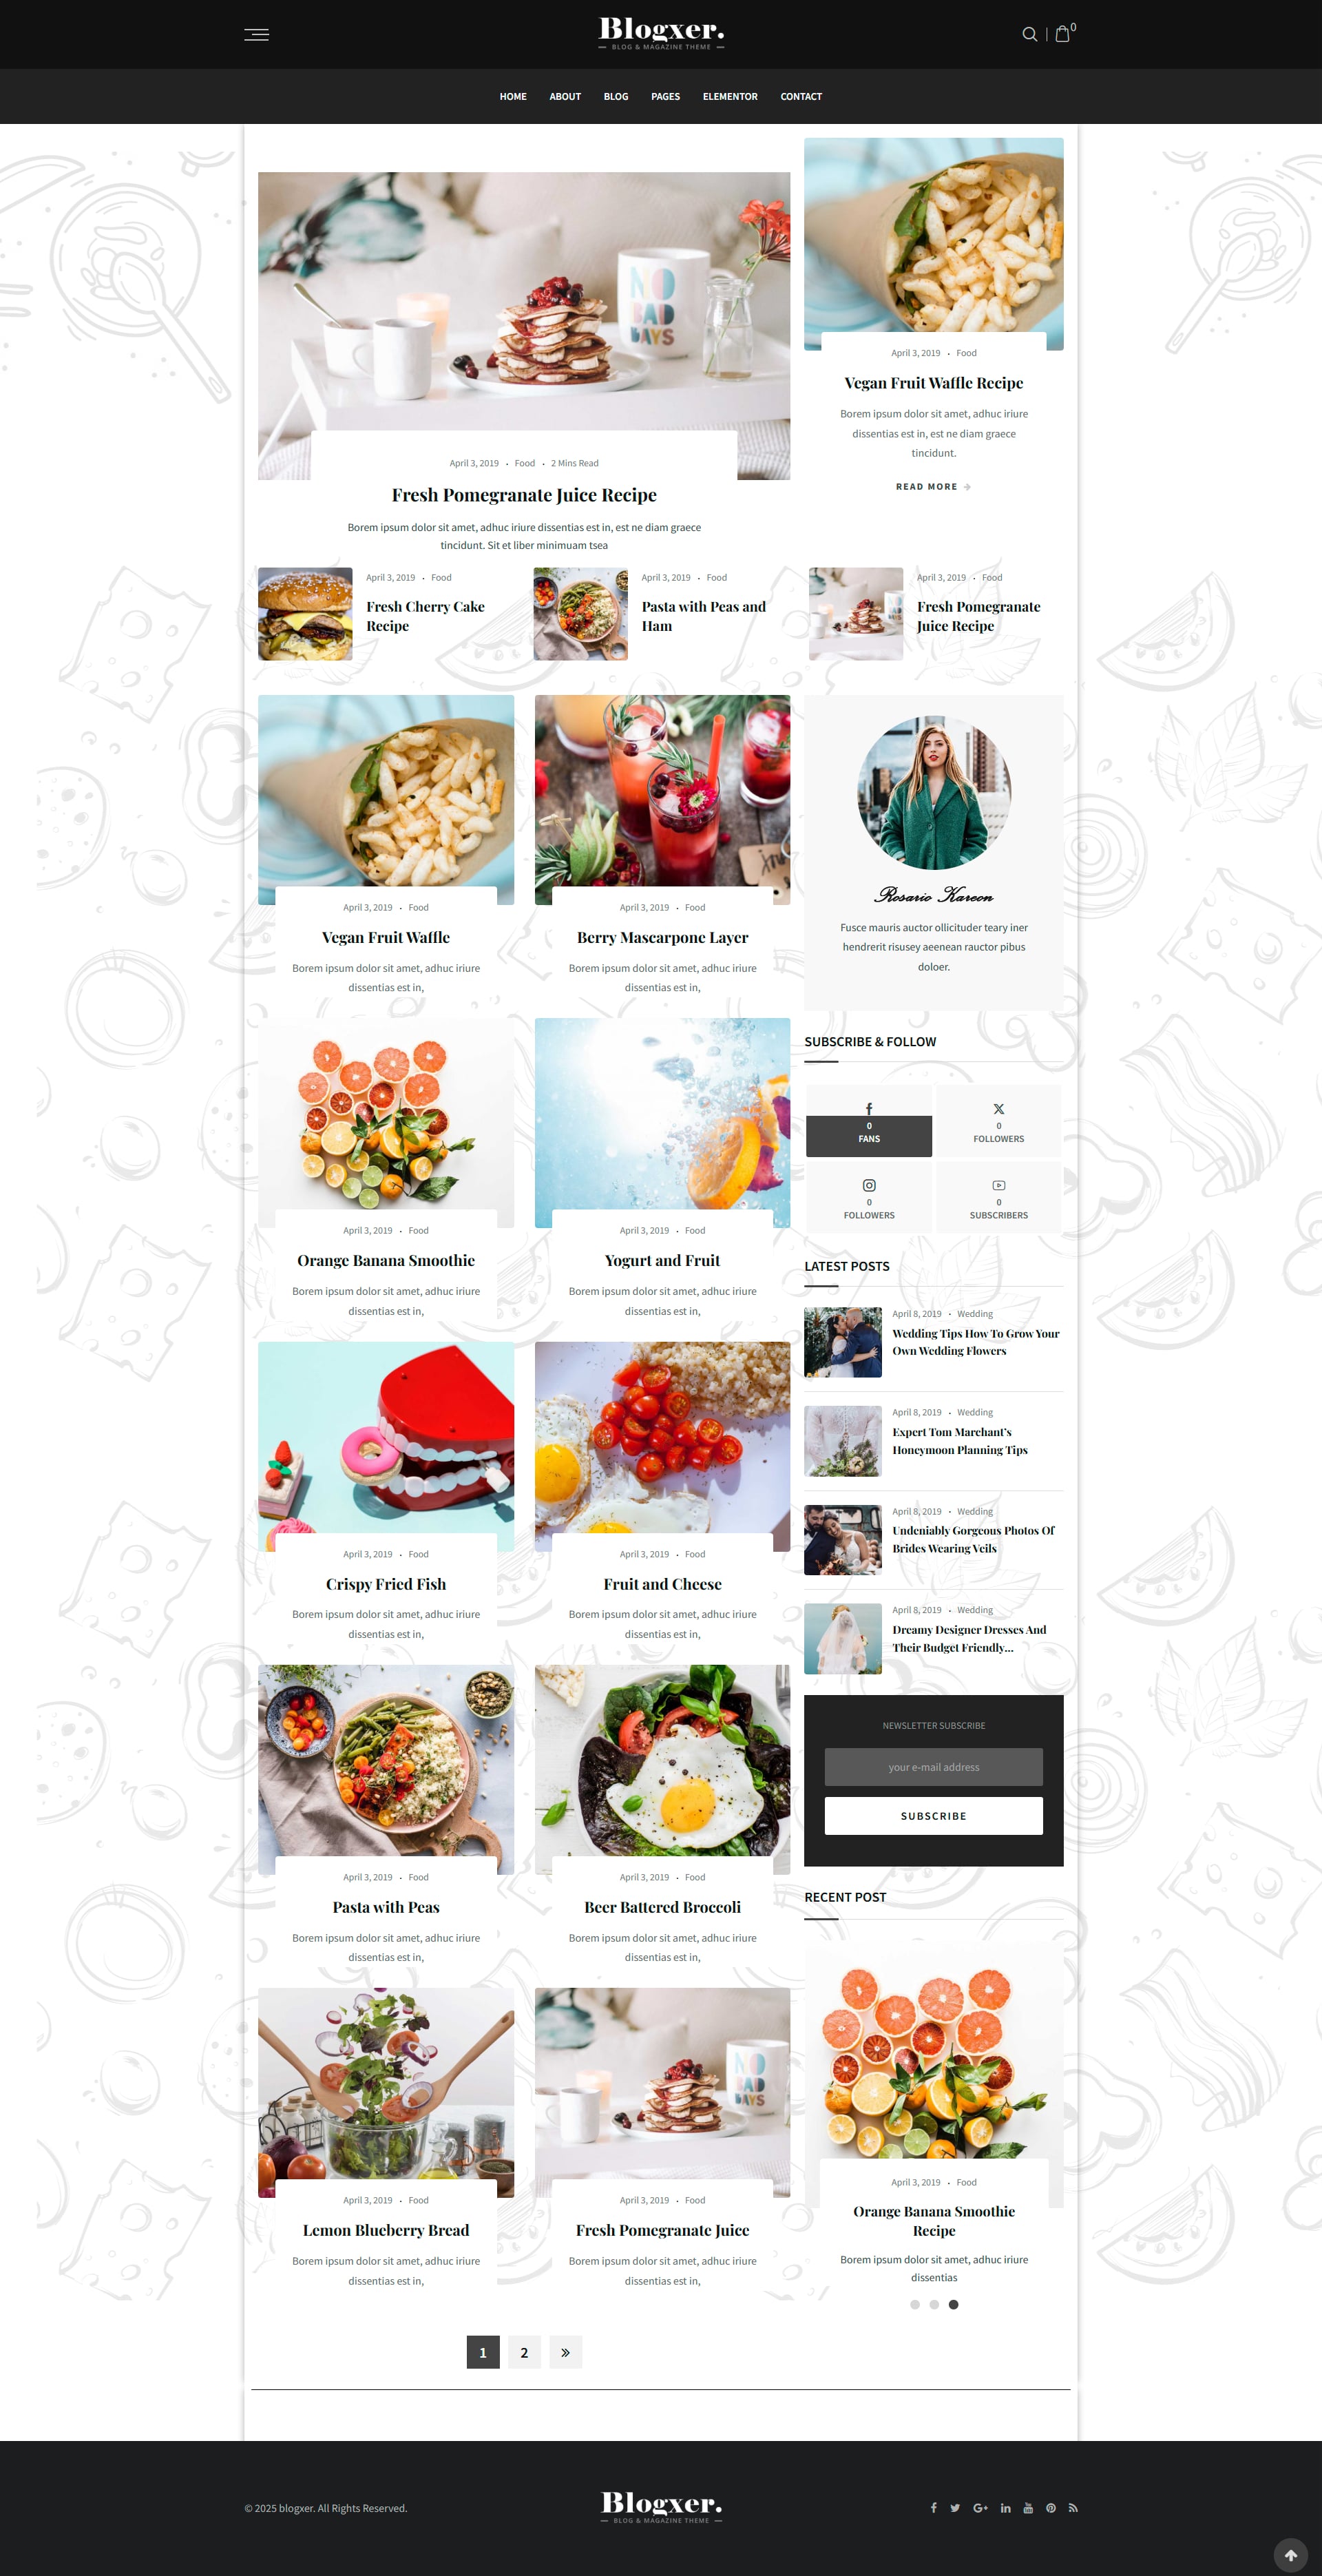 Blogxer.
BLOG & MAGAZINE THEME
0
HOME
ABOUT
BLOG
PAGES
ELEMENTOR
CONTACT
NO
BAD
DAYS
April 3, 2019 • Food • 2 Mins Read
Fresh Pomegranate Juice Recipe
Borem ipsum dolor sit amet, adhuc iriure dissentias est in, est ne diam graece
tincidunt. Sit et liber minimuam tsea
April 3, 2019 • Food
Vegan Fruit Waffle Recipe
Borem ipsum dolor sit amet, adhuc iriure
dissentias est in, est ne diam graece
tincidunt.
READ MORE
April 3, 2019 • Food
Fresh Cherry Cake
Recipe
April 3, 2019 • Food
Pasta with Peas and
Ham
April 3, 2019 • Food
Fresh Pomegranate
Juice Recipe
April 3, 2019 • Food
Vegan Fruit Waffle
Borem ipsum dolor sit amet, adhuc iriure
dissentias est in,
April 3, 2019 • Food
Berry Mascarpone Layer
Borem ipsum dolor sit amet, adhuc iriure
dissentias est in,
April 3, 2019 • Food
Orange Banana Smoothie
Borem ipsum dolor sit amet, adhuc iriure
dissentias est in,
April 3, 2019 • Food
Yogurt and Fruit
Borem ipsum dolor sit amet, adhuc iriure
dissentias est in,
April 3, 2019 • Food
Crispy Fried Fish
Borem ipsum dolor sit amet, adhuc iriure
dissentias est in,
April 3, 2019 • Food
Fruit and Cheese
Borem ipsum dolor sit amet, adhuc iriure
dissentias est in,
April 3, 2019 • Food
Pasta with Peas
Borem ipsum dolor sit amet, adhuc iriure
dissentias est in,
April 3, 2019 • Food
Beer Battered Broccoli
Borem ipsum dolor sit amet, adhuc iriure
dissentias est in,
April 3, 2019 • Food
Lemon Blueberry Bread
Borem ipsum dolor sit amet, adhuc iriure
dissentias est in,
NO
BAD
DAYS
April 3, 2019 • Food
Fresh Pomegranate Juice
Borem ipsum dolor sit amet, adhuc iriure
dissentias est in,
1
2
»
Rosario Kareon
Fusce mauris auctor ollicituder teary iner
hendrerit risusey aeenean rauctor pibus
doloer.
SUBSCRIBE & FOLLOW
0
FANS
0
FOLLOWERS
0
FOLLOWERS
0
SUBSCRIBERS
LATEST POSTS
April 8, 2019 • Wedding
Wedding Tips How To Grow Your
Own Wedding Flowers
April 8, 2019 • Wedding
Expert Tom Marchant's
Honeymoon Planning Tips
April 8, 2019 • Wedding
Undeniably Gorgeous Photos Of
Brides Wearing Veils
April 8, 2019 • Wedding
Dreamy Designer Dresses And
Their Budget Friendly...
NEWSLETTER SUBSCRIBE
your e-mail address
SUBSCRIBE
RECENT POST
April 3, 2019 • Food
Orange Banana Smoothie
Recipe
Borem ipsum dolor sit amet, adhuc iriure
dissentias
© 2025 blogxer. All Rights Reserved.
Blogxer.
BLOG & MAGAZINE THEME